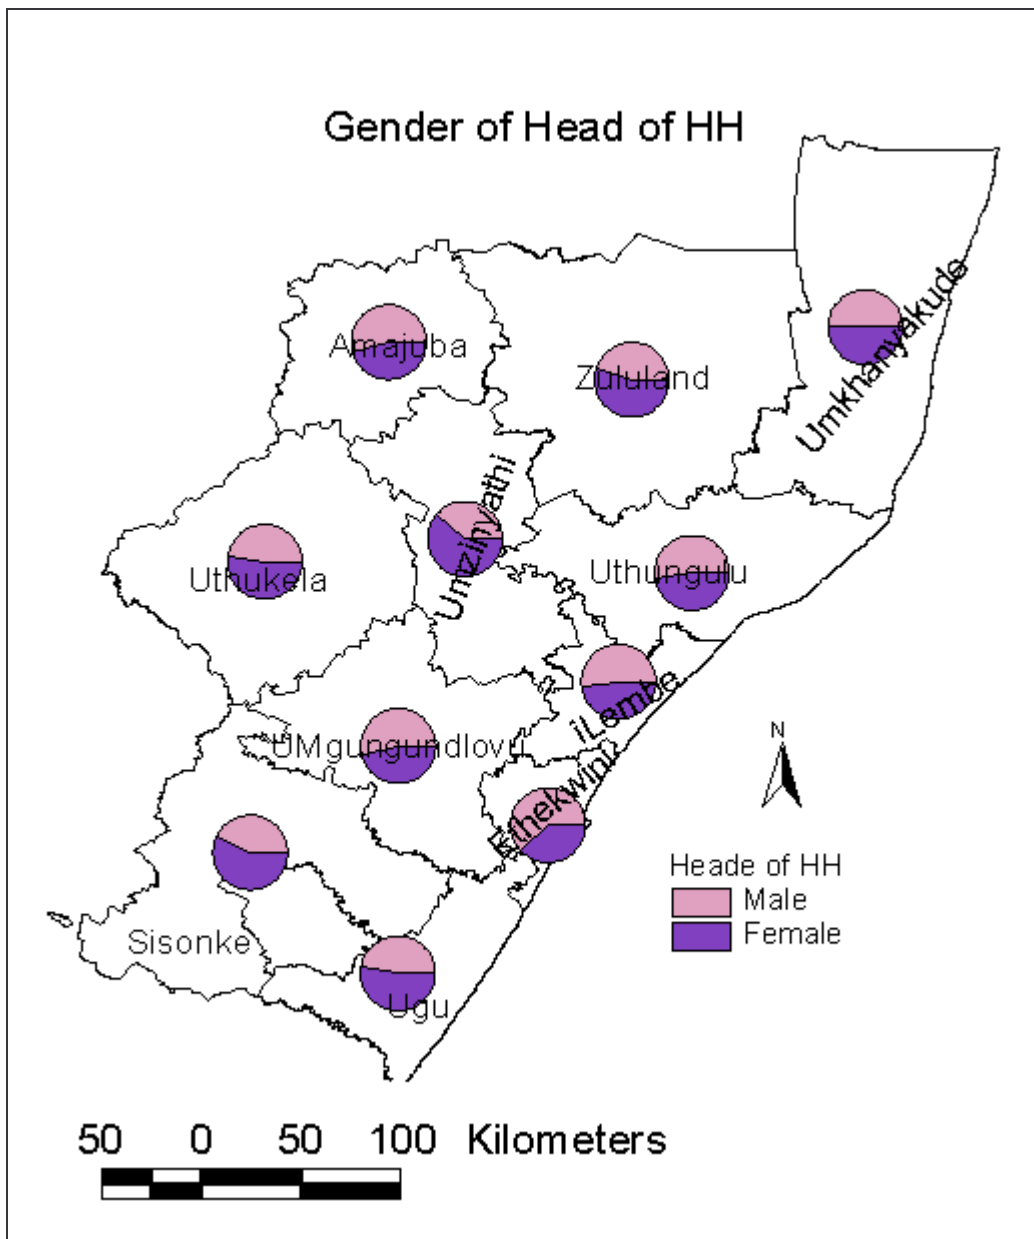 Gender of Head of HH
Amajuba
Zululand
Umkhanyakude
Umzinyathi
Uthukela
Uthungulu
iLembe
UMgungundlovu
Ethekwini
N
Heade of HH
Male
Female
Sisonke
Ugu
50 0 50 100 Kilometers